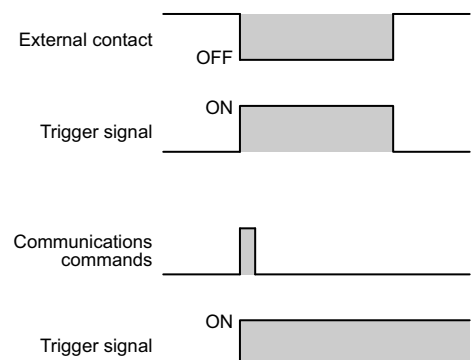 External contact
OFF
ON
Trigger signal
Communications
commands
ON
Trigger signal